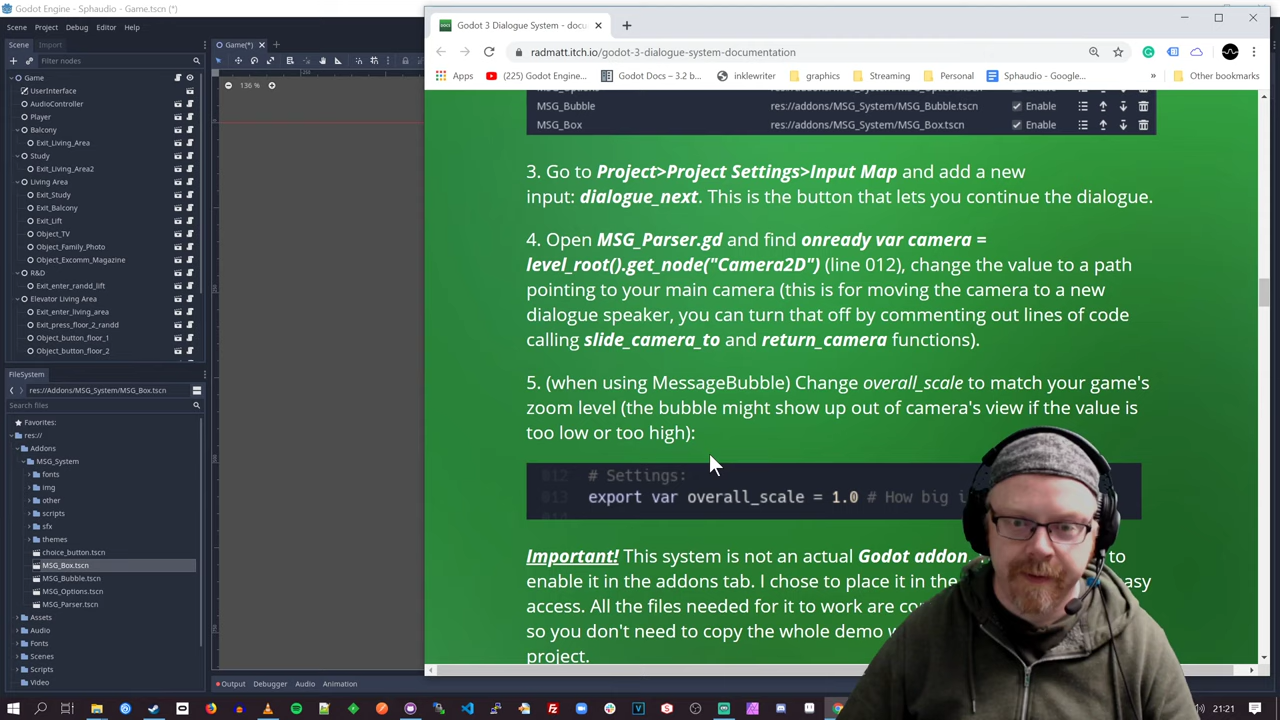 Godot Engine - Sphaudio - Game.tscn (*)
Scene Project Debug Editor Help
Scene Import
Filter nodes
Game
UserInterface
AudioController
Player
Balcony
Exit_Living_Area
Study
Exit_Living_Area2
Living Area
Exit_Study
Exit_Balcony
Exit_Lift
Object_TV
Object_Family_Photo
Object_Excomm_Magazine
R&D
Exit_enter_randd_lift
Elevator Living Area
Exit_enter_living_area
Exit_press_floor_2_randd
Object_button_floor_1
Object_button_floor_2
FileSystem
res://Addons/MSG_System/MSG_Box.tscn
Search files
Favorites:
res://
Addons
MSG_System
fonts
img
other
scripts
sfx
themes
choice_button.tscn
MSG_Box.tscn
MSG_Bubble.tscn
MSG_Options.tscn
MSG_Parser.tscn
Assets
Audio
Fonts
Scenes
Scripts
Video
Game(*)
136 %
Output Debugger Audio Animation
Godot 3 Dialogue System - docu
radmatt.itch.io/godot-3-dialogue-system-documentation
Apps (225) Godot Engine... Godot Docs – 3.2 b... inklewriter graphics Streaming Personal Sphaudio - Google... » Other bookmarks
MSG_Bubble res://addons/MSG_System/MSG_Bubble.tscn Enable
MSG_Box res://addons/MSG_System/MSG_Box.tscn Enable
3. Go to Project>Project Settings>Input Map and add a new
input: dialogue_next. This is the button that lets you continue the dialogue.
4. Open MSG_Parser.gd and find onready var camera =
level_root().get_node("Camera2D") (line 012), change the value to a path
pointing to your main camera (this is for moving the camera to a new
dialogue speaker, you can turn that off by commenting out lines of code
calling slide_camera_to and return_camera functions).
5. (when using MessageBubble) Change overall_scale to match your game's
zoom level (the bubble might show up out of camera's view if the value is
too low or too high):
012 # Settings:
013 export var overall_scale = 1.0 # How big i
Important! This system is not an actual Godot addon. to
enable it in the addons tab. I chose to place it in the asy
access. All the files needed for it to work are co
so you don't need to copy the whole demo
project.
21:21